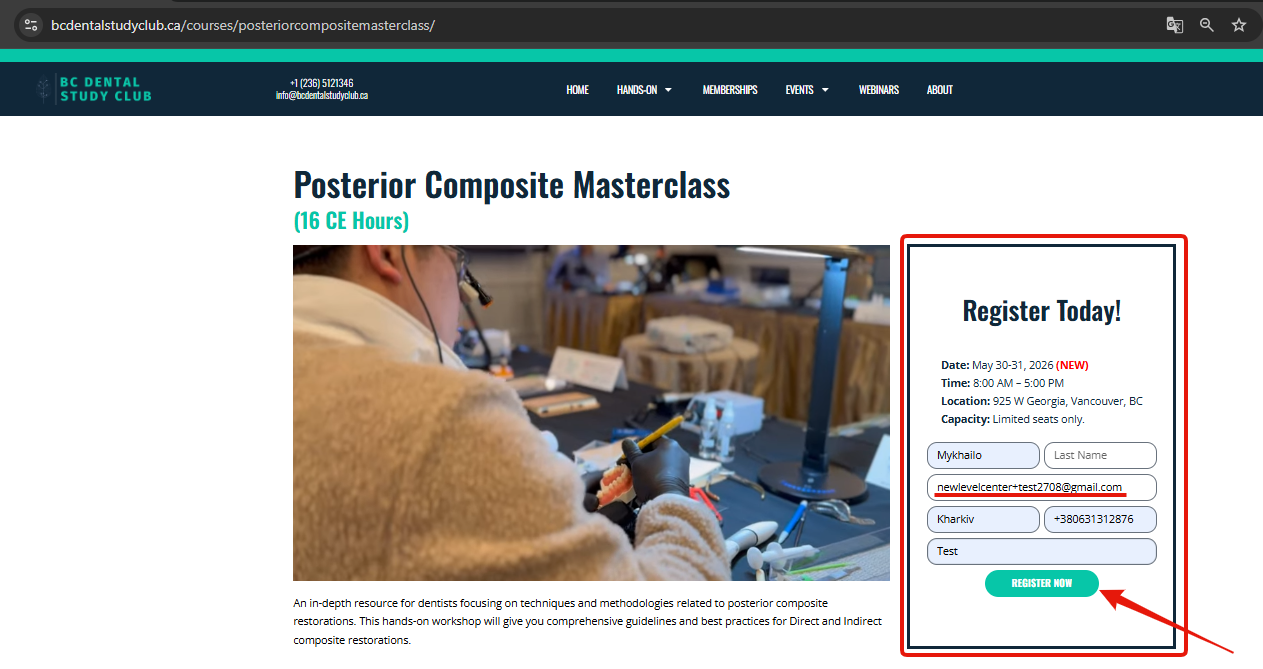 bcdentalstudyclub.ca/courses/posteriorcompositemasterclass/
BC DENTAL
STUDY CLUB
+1 (236) 5121346
info@bcdentalstudyclub.ca
HOME HANDS-ON MEMBERSHIPS EVENTS WEBINARS ABOUT
Posterior Composite Masterclass
(16 CE Hours)
Register Today!
Date: May 30-31, 2026 (NEW)
Time: 8:00 AM – 5:00 PM
Location: 925 W Georgia, Vancouver, BC
Capacity: Limited seats only.
Mykhailo Last Name
newlevelcenter+test2708@gmail.com
Kharkiv +380631312876
Test
REGISTER NOW
An in-depth resource for dentists focusing on techniques and methodologies related to posterior composite
restorations. This hands-on workshop will give you comprehensive guidelines and best practices for Direct and Indirect
composite restorations.